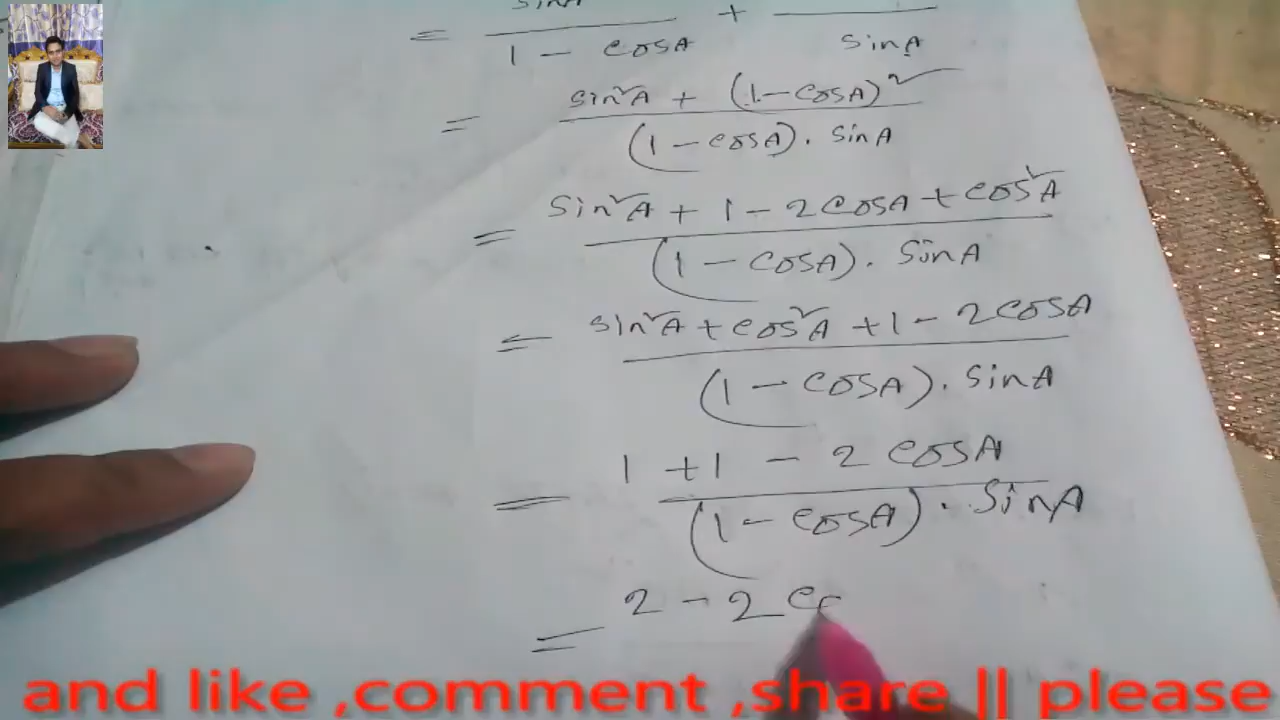 sinA
= ――― + ―――
1 - cosA sinA
sin²A + (1-cosA)²
=
(1-cosA). sinA
sin²A + 1 - 2cosA + cos²A
=
(1 - cosA). sinA
sin²A + cos²A + 1 - 2cosA
=
(1 - cosA). sinA
1 + 1 - 2 cosA
=
(1 - cosA). sinA
2 - 2 co
=
and like ,comment ,share || please